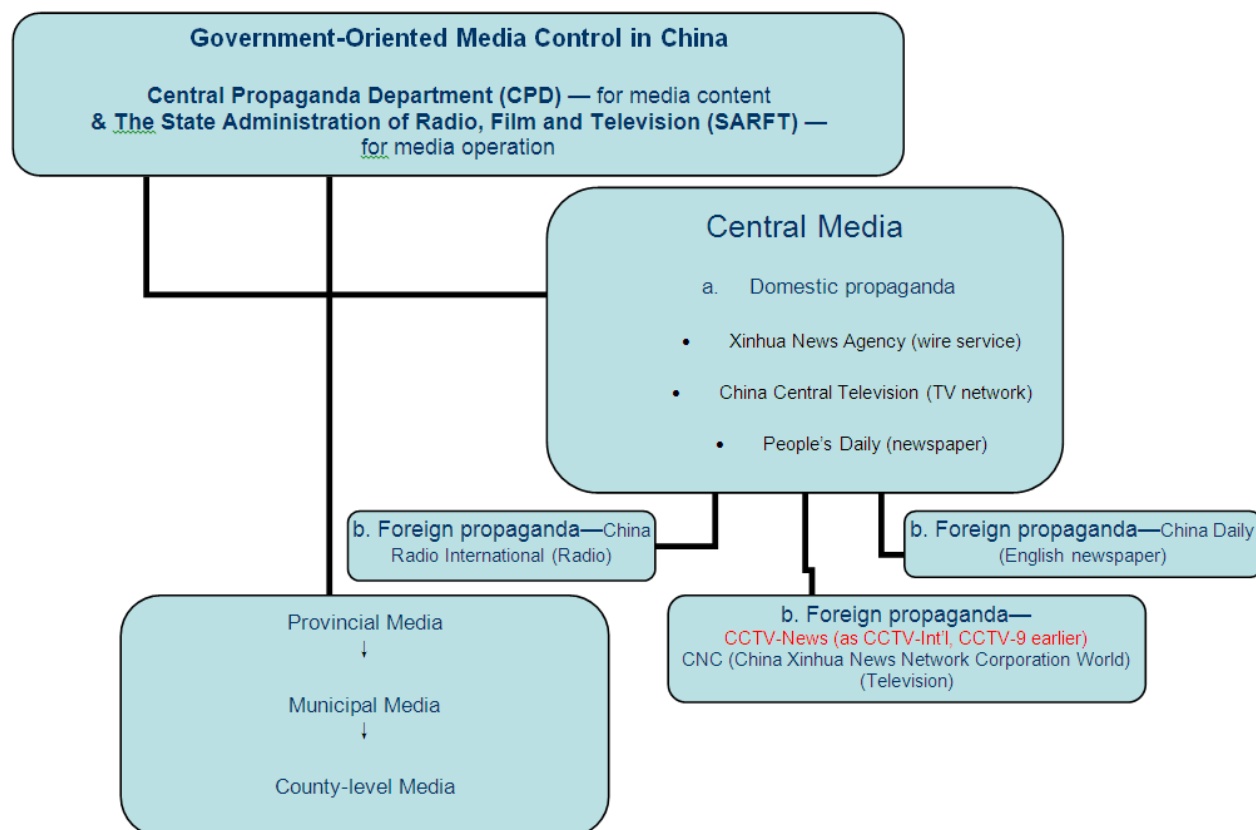 Government-Oriented Media Control in China
Central Propaganda Department (CPD) — for media content
& The State Administration of Radio, Film and Television (SARFT) —
for media operation
Central Media
a. Domestic propaganda
• Xinhua News Agency (wire service)
• China Central Television (TV network)
• People's Daily (newspaper)
b. Foreign propaganda—China
Radio International (Radio)
b. Foreign propaganda—China Daily
(English newspaper)
b. Foreign propaganda—
CCTV-News (as CCTV-Int'l, CCTV-9 earlier)
CNC (China Xinhua News Network Corporation World)
(Television)
Provincial Media
↓
Municipal Media
↓
County-level Media